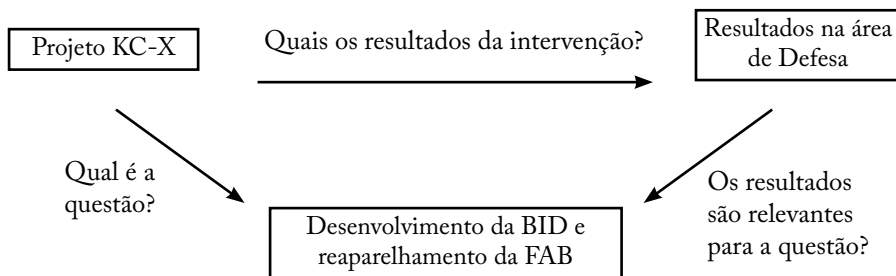 Projeto KC-X
Quais os resultados da intervenção?
Resultados na área
de Defesa
Qual é a
questão?
Os resultados
são relevantes
para a questão?
Desenvolvimento da BID e
reaparelhamento da FAB